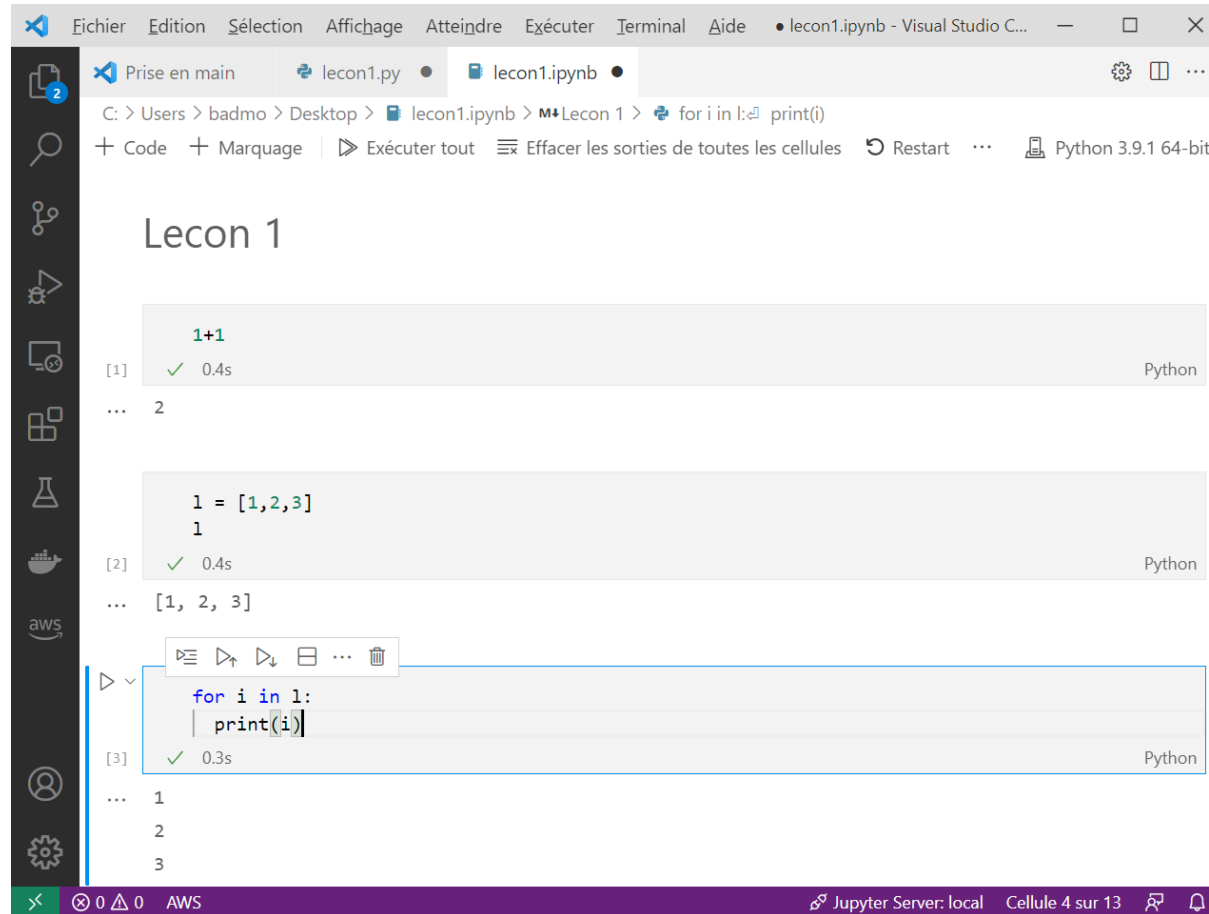 Fichier Edition Sélection Affichage Atteindre Exécuter Terminal Aide ● lecon1.ipynb - Visual Studio C...
2
Prise en main lecon1.py ● lecon1.ipynb ●
C: > Users > badmo > Desktop > lecon1.ipynb > M↓Lecon 1 > for i in l:⏎ print(i)
+ Code + Marquage Exécuter tout Effacer les sorties de toutes les cellules Restart ··· Python 3.9.1 64-bit
Lecon 1
1+1
[1] ✓ 0.4s Python
... 2
l = [1,2,3]
l
[2] ✓ 0.4s Python
... [1, 2, 3]
aws
for i in l:
print(i)
[3] ✓ 0.3s Python
... 1
2
3
0 0 AWS Jupyter Server: local Cellule 4 sur 13